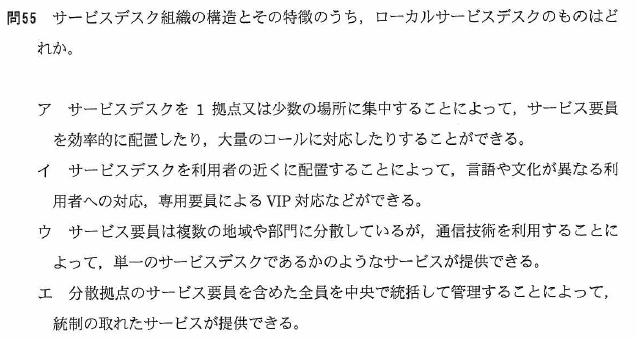 問55 サービスデスク組織の構造とその特徴のうち，ローカルサービスデスクのものはど
れか。
ア サービスデスクを 1 拠点又は少数の場所に集中することによって，サービス要員
を効率的に配置したり，大量のコールに対応したりすることができる。
イ サービスデスクを利用者の近くに配置することによって，言語や文化が異なる利
用者への対応，専用要員による VIP 対応などができる。
ウ サービス要員は複数の地域や部門に分散しているが，通信技術を利用することに
よって，単一のサービスデスクであるかのようなサービスが提供できる。
エ 分散拠点のサービス要員を含めた全員を中央で統括して管理することによって，
統制の取れたサービスが提供できる。